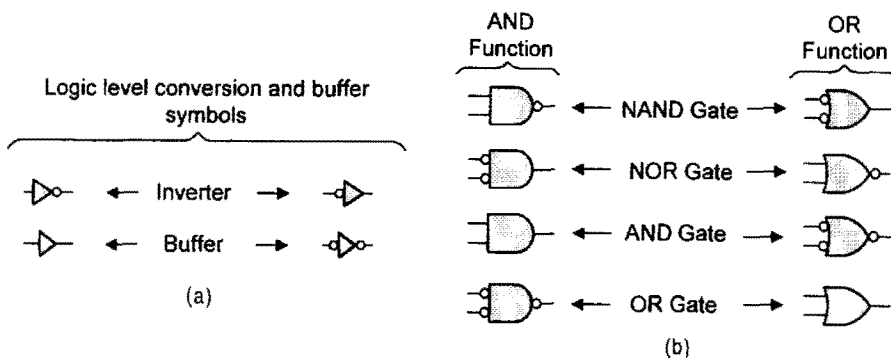 Logic level conversion and buffer
symbols
Inverter
Buffer
(a)
AND
Function
OR
Function
NAND Gate
NOR Gate
AND Gate
OR Gate
(b)